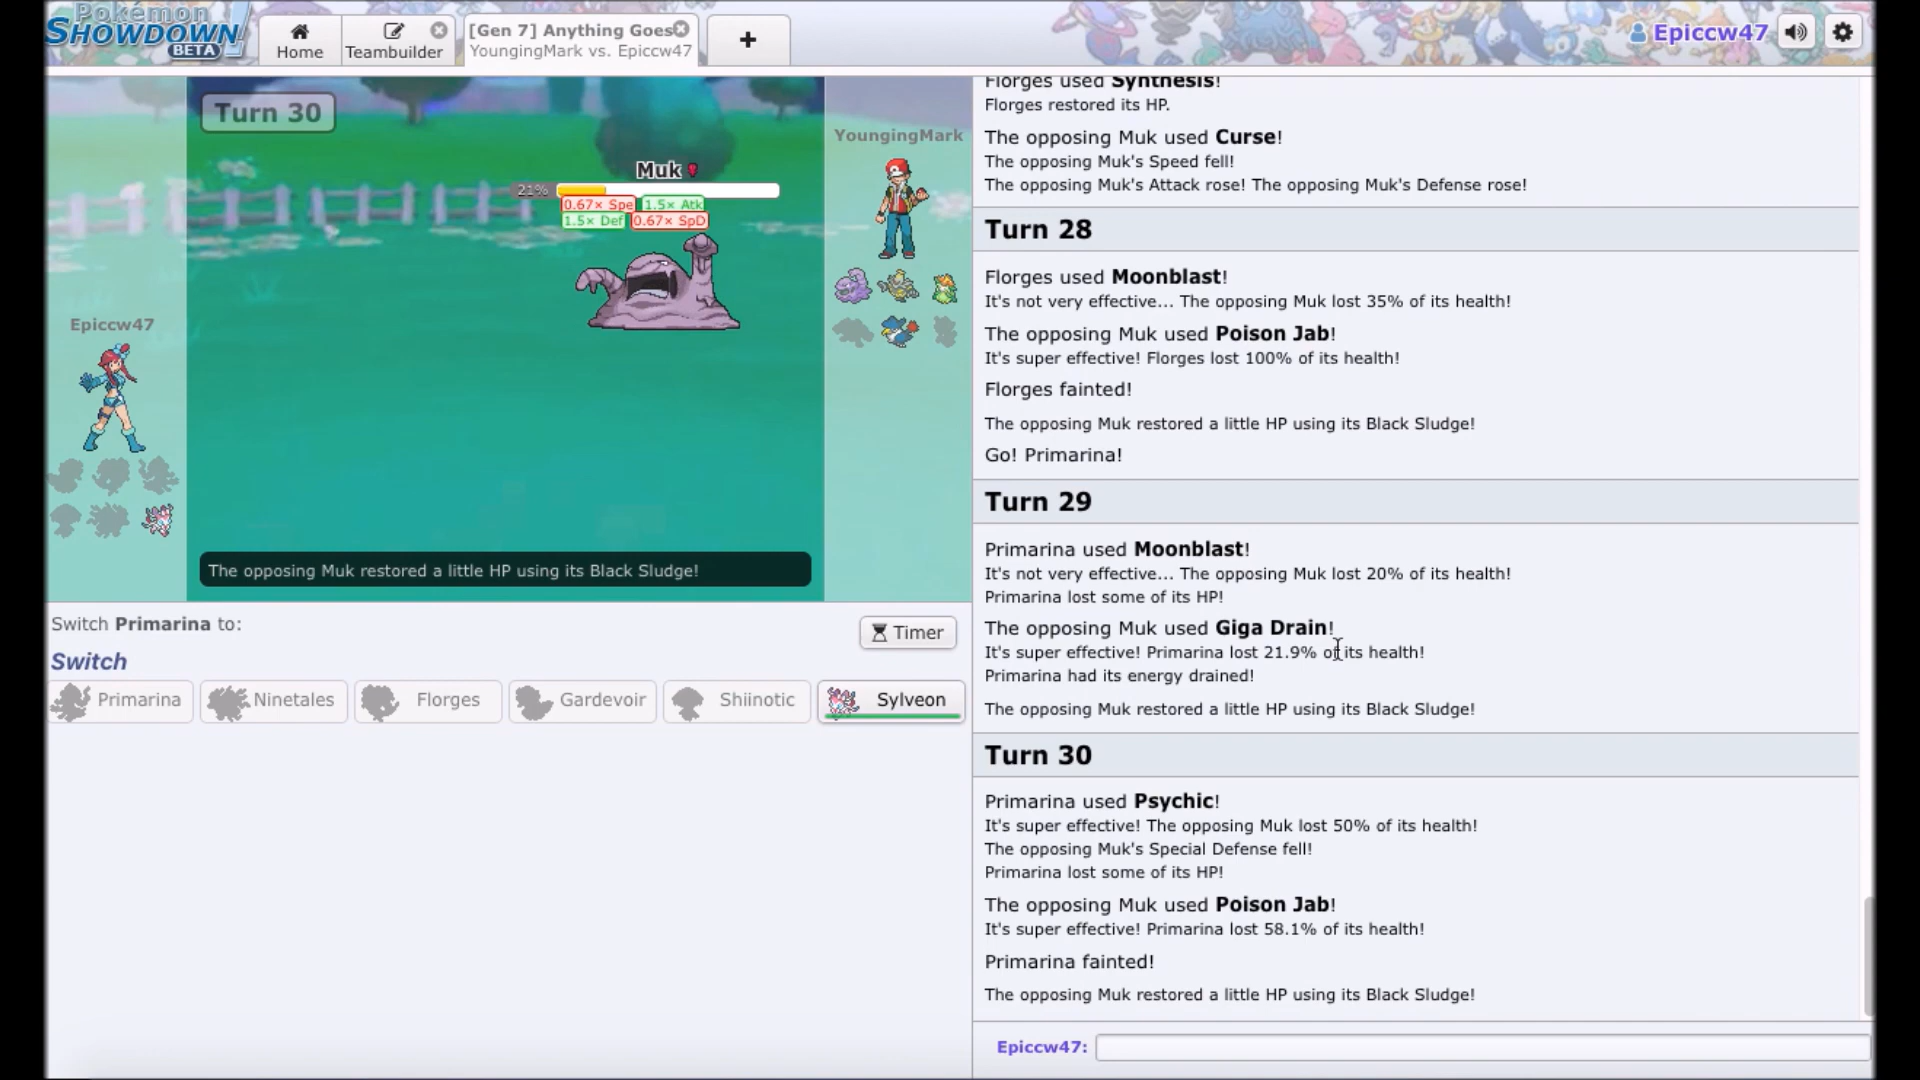 Pokémon
SHOWDOWN
BETA
Home
Teambuilder
[Gen 7] Anything Goes
YoungingMark vs. Epiccw47
+
Epiccw47
Turn 30
Muk
21%
0.67× Spe 1.5× Atk
1.5× Def 0.67× SpD
YoungingMark
Epiccw47
The opposing Muk restored a little HP using its Black Sludge!
Switch Primarina to:
Timer
Switch
Primarina
Ninetales
Florges
Gardevoir
Shiinotic
Sylveon
Florges used Synthesis!
Florges restored its HP.
The opposing Muk used Curse!
The opposing Muk's Speed fell!
The opposing Muk's Attack rose! The opposing Muk's Defense rose!
Turn 28
Florges used Moonblast!
It's not very effective... The opposing Muk lost 35% of its health!
The opposing Muk used Poison Jab!
It's super effective! Florges lost 100% of its health!
Florges fainted!
The opposing Muk restored a little HP using its Black Sludge!
Go! Primarina!
Turn 29
Primarina used Moonblast!
It's not very effective... The opposing Muk lost 20% of its health!
Primarina lost some of its HP!
The opposing Muk used Giga Drain!
It's super effective! Primarina lost 21.9% of its health!
Primarina had its energy drained!
The opposing Muk restored a little HP using its Black Sludge!
Turn 30
Primarina used Psychic!
It's super effective! The opposing Muk lost 50% of its health!
The opposing Muk's Special Defense fell!
Primarina lost some of its HP!
The opposing Muk used Poison Jab!
It's super effective! Primarina lost 58.1% of its health!
Primarina fainted!
The opposing Muk restored a little HP using its Black Sludge!
Epiccw47: